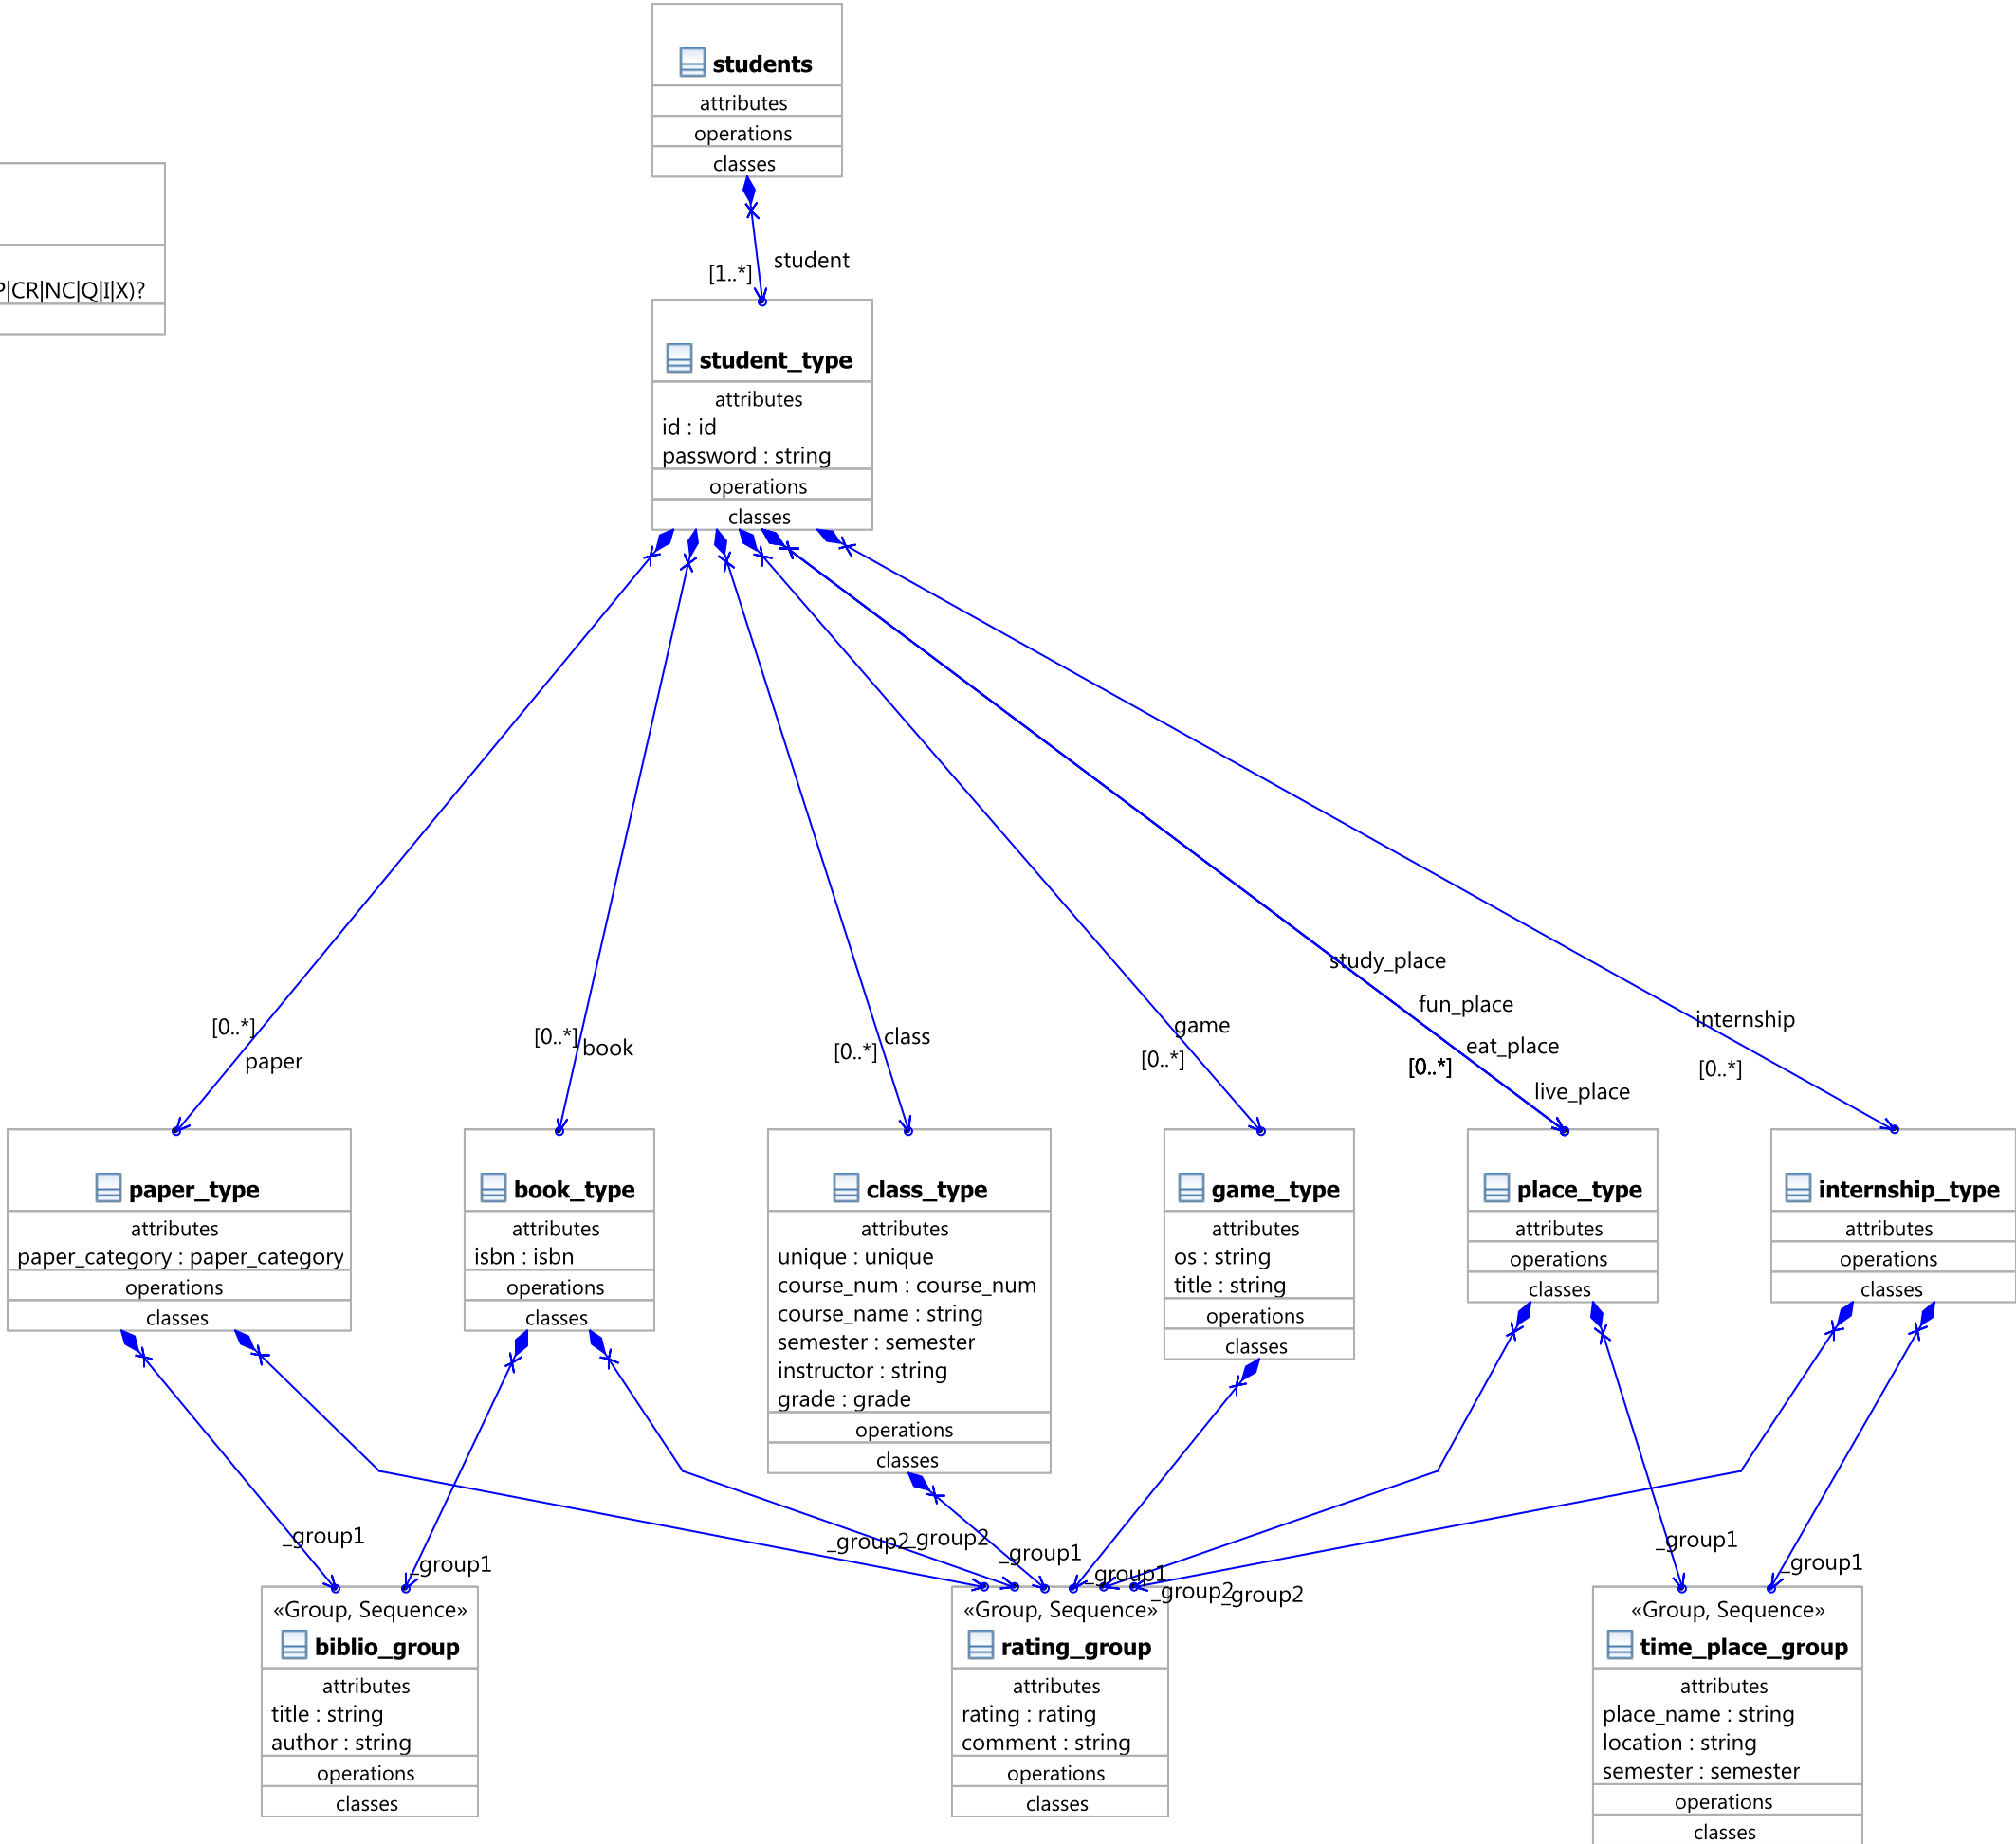 students
attributes
operations
classes
|CR|NC|Q|I|X)?
student
[1..*]
student_type
attributes
id : id
password : string
operations
classes
study_place
fun_place
eat_place
live_place
[0..*]
internship
[0..*]
[0..*]
paper
[0..*]
book
[0..*]
class
game
[0..*]
paper_type
attributes
paper_category : paper_category
operations
classes
book_type
attributes
isbn : isbn
operations
classes
class_type
attributes
unique : unique
course_num : course_num
course_name : string
semester : semester
instructor : string
grade : grade
operations
classes
game_type
attributes
os : string
title : string
operations
classes
place_type
attributes
operations
classes
internship_type
attributes
operations
classes
_group1
_group1
_group2
_group2
_group1
_group1
_group2
_group2
_group1
_group1
«Group, Sequence»
biblio_group
attributes
title : string
author : string
operations
classes
«Group, Sequence»
rating_group
attributes
rating : rating
comment : string
operations
classes
«Group, Sequence»
time_place_group
attributes
place_name : string
location : string
semester : semester
operations
classes